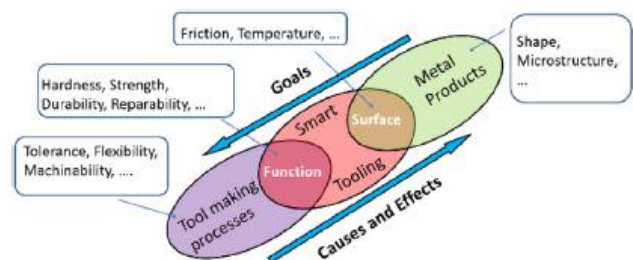 Friction, Temperature, ...
Shape,
Microstructure,
...
Goals
Metal
Products
Hardness, Strength,
Durability, Reparability, ...
Smart
Surface
Tolerance, Flexibility,
Machinability, ....
Function
Tooling
Tool making
processes
Causes and Effects